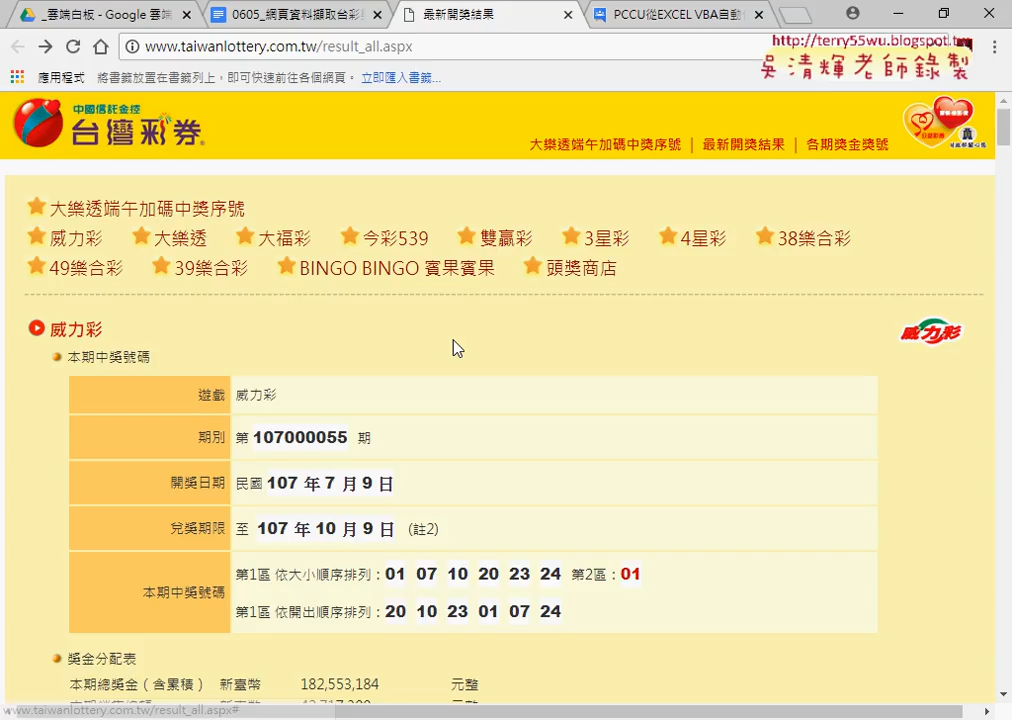 _雲端白板 - Google 雲端
0605_網頁資料擷取台彩
最新開獎結果
PCCU從EXCEL VBA自動
www.taiwanlottery.com.tw/result_all.aspx
http://terry55wu.blogspot.tw
吳清輝老師錄製
應用程式 將書籤放置在書籤列上，即可快速前往各個網頁。 立即匯入書籤...
中國信託金控
台灣彩券
大樂透端午加碼中獎序號 | 最新開獎結果 | 各期獎金獎號
大樂透端午加碼中獎序號
威力彩 大樂透 大福彩 今彩539 雙贏彩 3星彩 4星彩 38樂合彩
49樂合彩 39樂合彩 BINGO BINGO 賓果賓果 頭獎商店
威力彩
威力彩
本期中獎號碼
遊戲 威力彩
期別 第 107000055 期
開獎日期 民國 107 年 7 月 9 日
兌獎期限 至 107 年 10 月 9 日 (註2)
本期中獎號碼
第1區 依大小順序排列：01 07 10 20 23 24 第2區：01
第1區 依開出順序排列：20 10 23 01 07 24
獎金分配表
本期總獎金（含累積） 新臺幣 182,553,184 元整
www.taiwanlottery.com.tw/result_all.aspx#